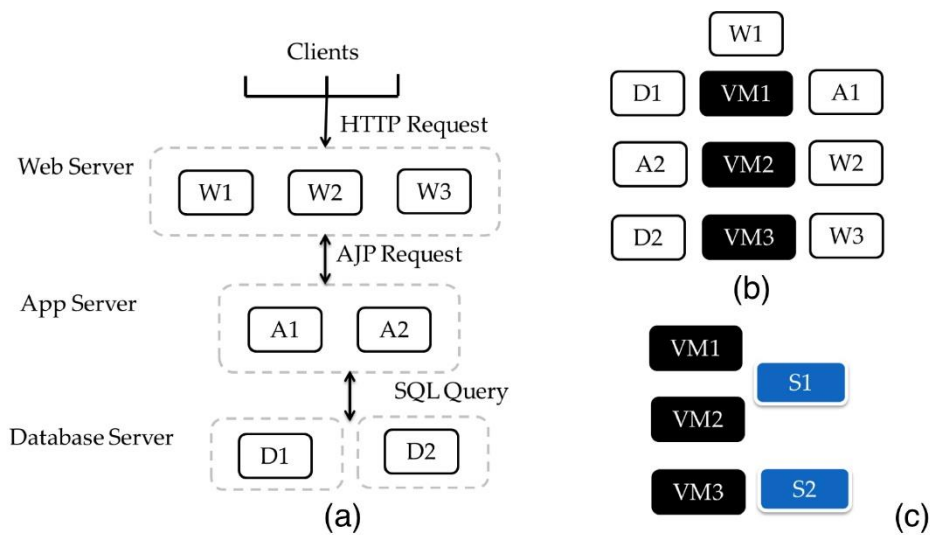 Clients
HTTP Request
Web Server
W1 W2 W3
AJP Request
App Server
A1 A2
SQL Query
Database Server
D1 D2
(a)
W1
D1 VM1 A1
A2 VM2 W2
D2 VM3 W3
(b)
VM1
S1
VM2
VM3 S2
(c)